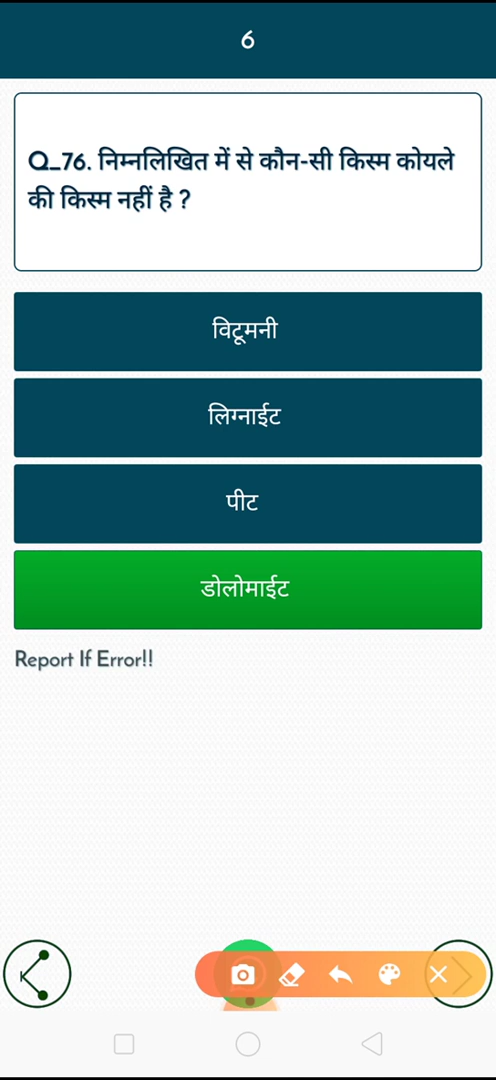 6
Q_76. निम्नलिखित में से कौन-सी किस्म कोयले
की किस्म नहीं है ?
विटूमनी
लिग्नाईट
पीट
डोलोमाईट
Report If Error!!